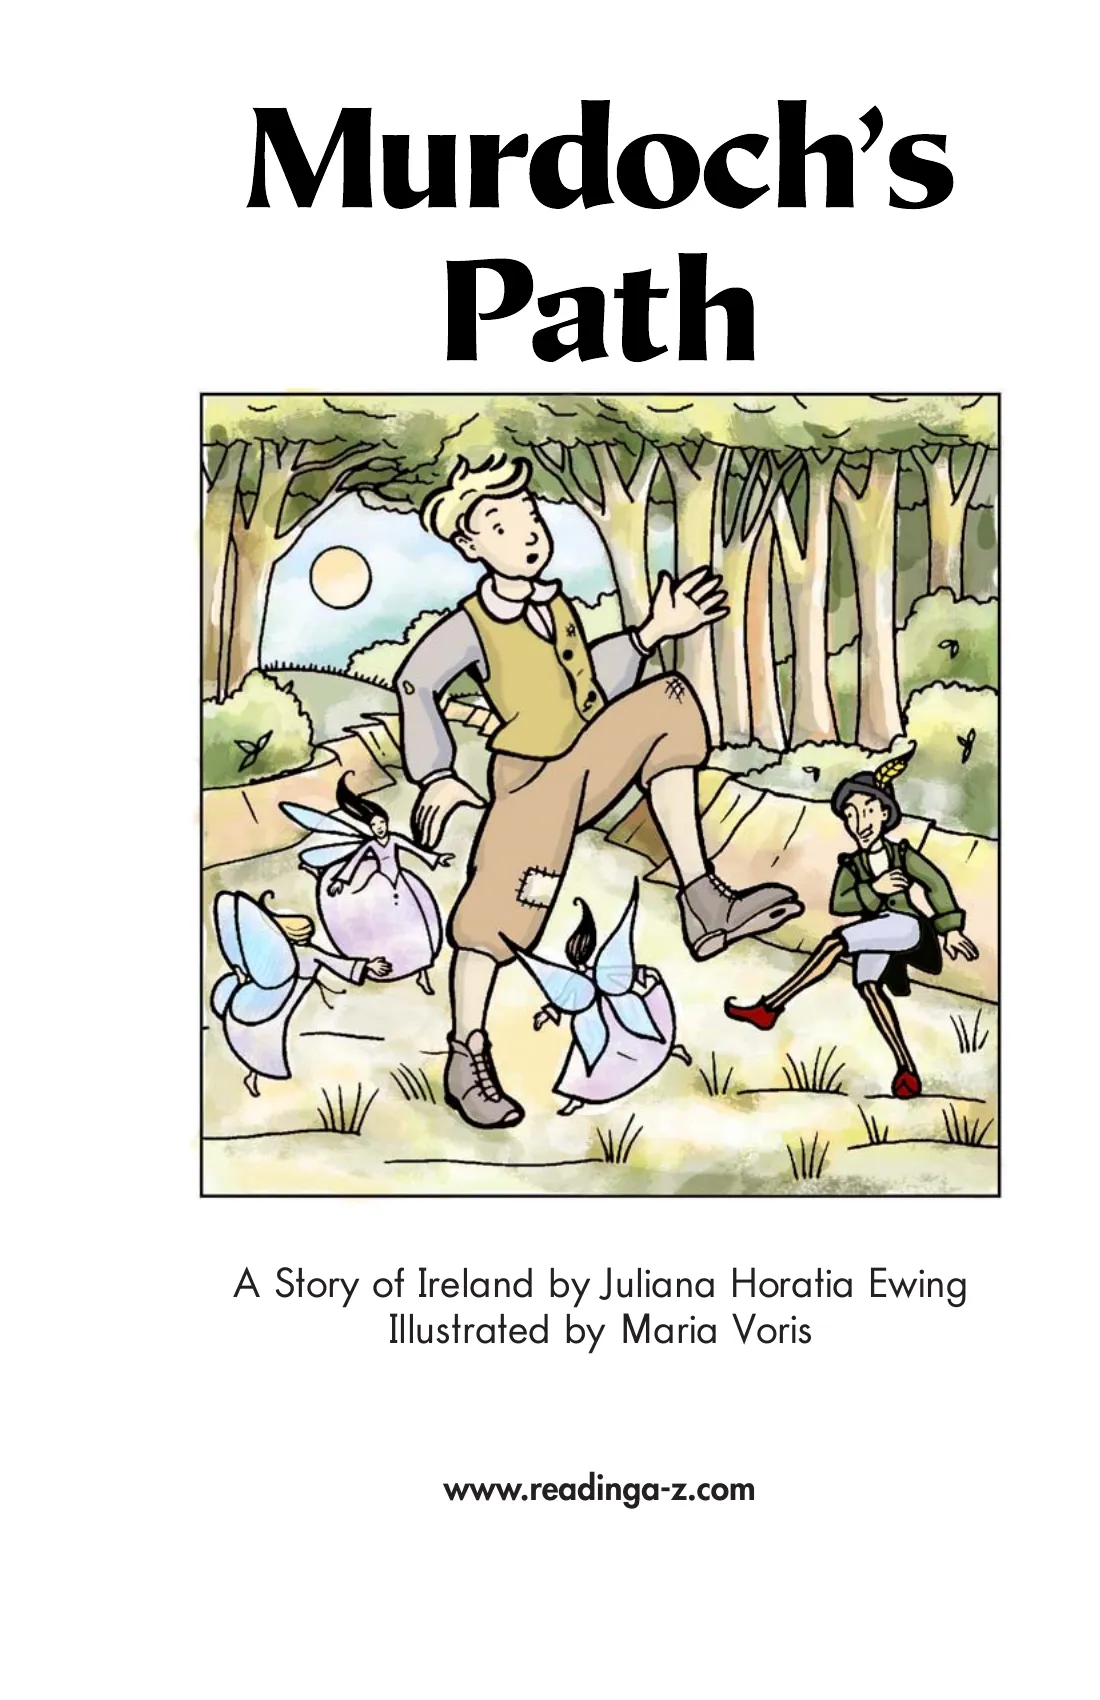 Murdoch’s
Path
A Story of Ireland by Juliana Horatia Ewing
Illustrated by Maria Voris
www.readinga-z.com